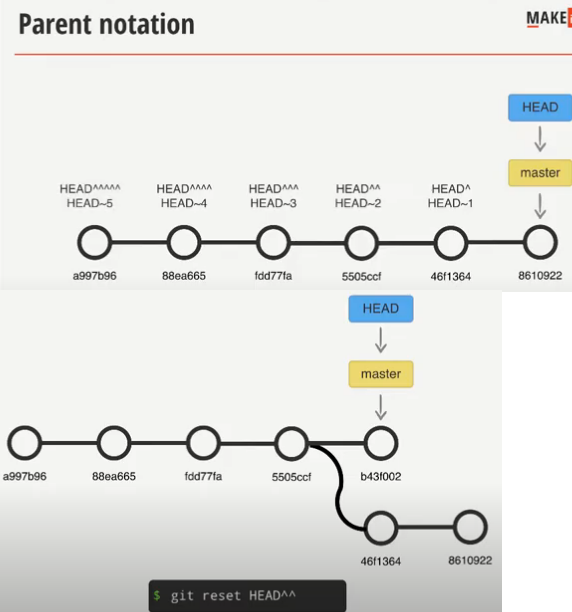 Parent notation
MAKE
HEAD
master
HEAD^^^^^ HEAD^^^^ HEAD^^^ HEAD^^ HEAD^
HEAD~5 HEAD~4 HEAD~3 HEAD~2 HEAD~1
a997b96 88ea665 fdd77fa 5505ccf 46f1364 8610922
HEAD
master
a997b96 88ea665 fdd77fa 5505ccf b43f002
46f1364 8610922
$ git reset HEAD^^